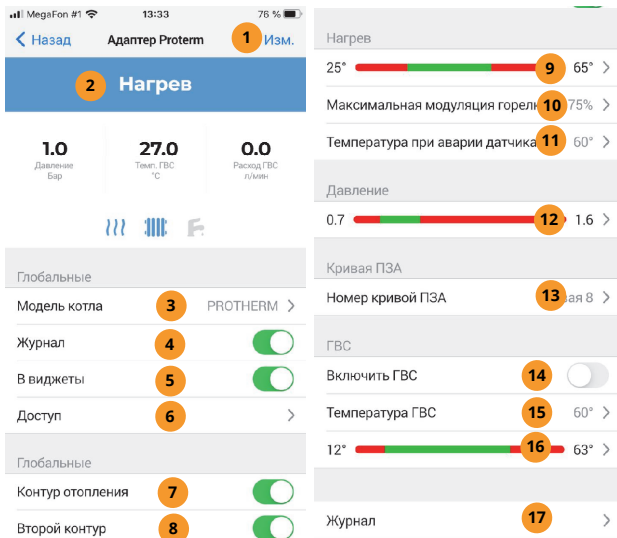 MegaFon #1 13:33 76 %
Назад Адаптер Proterm 1 Изм.
2 Нагрев
1.0 27.0 0.0
Давление Темп. ГВС Расход ГВС
Бар °C л/мин
Глобальные
Модель котла 3 PROTHERM
Журнал 4
В виджеты 5
Доступ 6
Глобальные
Контур отопления 7
Второй контур 8
Нагрев
25° 9 65°
Максимальная модуляция горел 10 75%
Температура при аварии датчика 11 60°
Давление
0.7 12 1.6
Кривая ПЗА
Номер кривой ПЗА 13 ая 8
ГВС
Включить ГВС 14
Температура ГВС 15 60°
12° 16 63°
Журнал 17